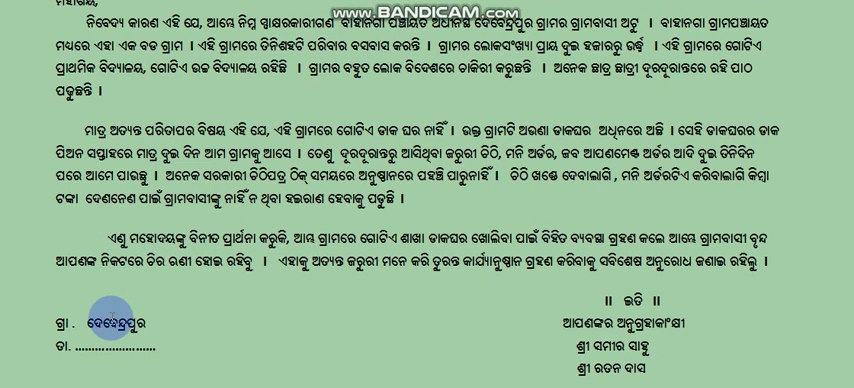 ମହାଶୟ,
www.BANDICAM.com
ନିବେଦ୍ୟ କାରଣ ଏହି ଯେ, ଆମ୍ଭେ ନିମ୍ନ ସ୍ୱାକ୍ଷରକାରୀଗଣ ବାହାନଗା ପଞ୍ଚାୟତ ଅଧୀନସ୍ଥ ଦେବେନ୍ଦ୍ରପୁର ଗ୍ରାମର ଗ୍ରାମବାସୀ ଅଟୁ । ବାହାନଗା ଗ୍ରାମପଞ୍ଚାୟତ
ମଧ୍ୟରେ ଏହା ଏକ ବଡ ଗ୍ରାମ । ଏହି ଗ୍ରାମରେ ତିନିଶହଟି ପରିବାର ବସବାସ କରନ୍ତି । ଗ୍ରାମର ଲୋକସଂଖ୍ୟା ପ୍ରାୟ ଦୁଇ ହଜାରରୁ ଉର୍ଦ୍ଧ୍ୱ । ଏହି ଗ୍ରାମରେ ଗୋଟିଏ
ପ୍ରାଥମିକ ବିଦ୍ୟାଳୟ, ଗୋଟିଏ ଉଚ୍ଚ ବିଦ୍ୟାଳୟ ରହିଛି । ଗ୍ରାମର ବହୁତ ଲୋକ ବିଦେଶରେ ଚାକିରୀ କରୁଛନ୍ତି । ଅନେକ ଛାତ୍ର ଛାତ୍ରୀ ଦୂରଦୂରାନ୍ତରେ ରହି ପାଠ
ପଢୁଛନ୍ତି ।
ମାତ୍ର ଅତ୍ୟନ୍ତ ପରିତାପର ବିଷୟ ଏହି ଯେ, ଏହି ଗ୍ରାମରେ ଗୋଟିଏ ଡାକ ଘର ନାହିଁ । ଉକ୍ତ ଗ୍ରାମଟି ଅରଣା ଡାକଘର ଅଧିନରେ ଅଛି । ସେହି ଡାକଘରର ଡାକ
ପିଅନ ସପ୍ତାହରେ ମାତ୍ର ଦୁଇ ଦିନ ଆମ ଗ୍ରାମକୁ ଆସେ । ତେଣୁ ଦୂରଦୂରାନ୍ତରୁ ଆସିଥିବା ଜରୁରୀ ଚିଠି, ମନି ଅର୍ଡର, ଜବ ଆପଣମେଣ୍ଟ ଅର୍ଡର ଆଦି ଦୁଇ ତିନିଦିନ
ପରେ ଆମେ ପାଉଛୁ । ଅନେକ ସରକାରୀ ଚିଠିପତ୍ର ଠିକ୍ ସମୟରେ ଅନୁଷ୍ଠାନରେ ପହଞ୍ଚି ପାରୁନାହିଁ । ଚିଠି ଖଣ୍ଡେ ଦେବାଲାଗି , ମନି ଅର୍ଡରଟିଏ କରିବାଲାଗି କିମ୍ବା
ଟଙ୍କା ଦେଣନେଣ ପାଇଁ ଗ୍ରାମବାସୀଙ୍କୁ ନାହିଁ ନ ଥିବା ହଇରାଣ ହେବାକୁ ପଡୁଛି ।
ଏଣୁ ମହୋଦୟଙ୍କୁ ବିନୀତ ପ୍ରାର୍ଥନା କରୁକି, ଆମ୍ଭ ଗ୍ରାମରେ ଗୋଟିଏ ଶାଖା ଡାକଘର ଖୋଲିବା ପାଇଁ ବିହିତ ବ୍ୟବସ୍ଥା ଗ୍ରହଣ କଲେ ଆମ୍ଭେ ଗ୍ରାମବାସୀ ବୃନ୍ଦ
ଆପଣଙ୍କ ନିକଟରେ ଚିର ଋଣୀ ହୋଇ ରହିବୁ । ଏହାକୁ ଅତ୍ୟନ୍ତ ଜରୁରୀ ମନେ କରି ତୁରନ୍ତ କାର୍ଯ୍ୟାନୁଷ୍ଠାନ ଗ୍ରହଣ କରିବାକୁ ସବିଶେଷ ଅନୁରୋଧ ଜଣାଇ ରହିଲୁ ।
॥ ଇତି ॥
ଗ୍ରା . ଦେବେନ୍ଦ୍ରପୁର ଆପଣଙ୍କର ଅନୁଗ୍ରହାକାଂକ୍ଷୀ
ତା. ........................ ଶ୍ରୀ ସମୀର ସାହୁ
ଶ୍ରୀ ରତନ ଦାସ